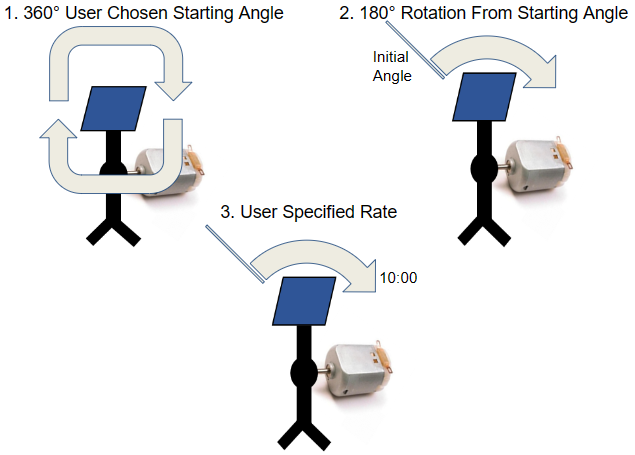 1. 360° User Chosen Starting Angle
2. 180° Rotation From Starting Angle
Initial
Angle
3. User Specified Rate
10:00